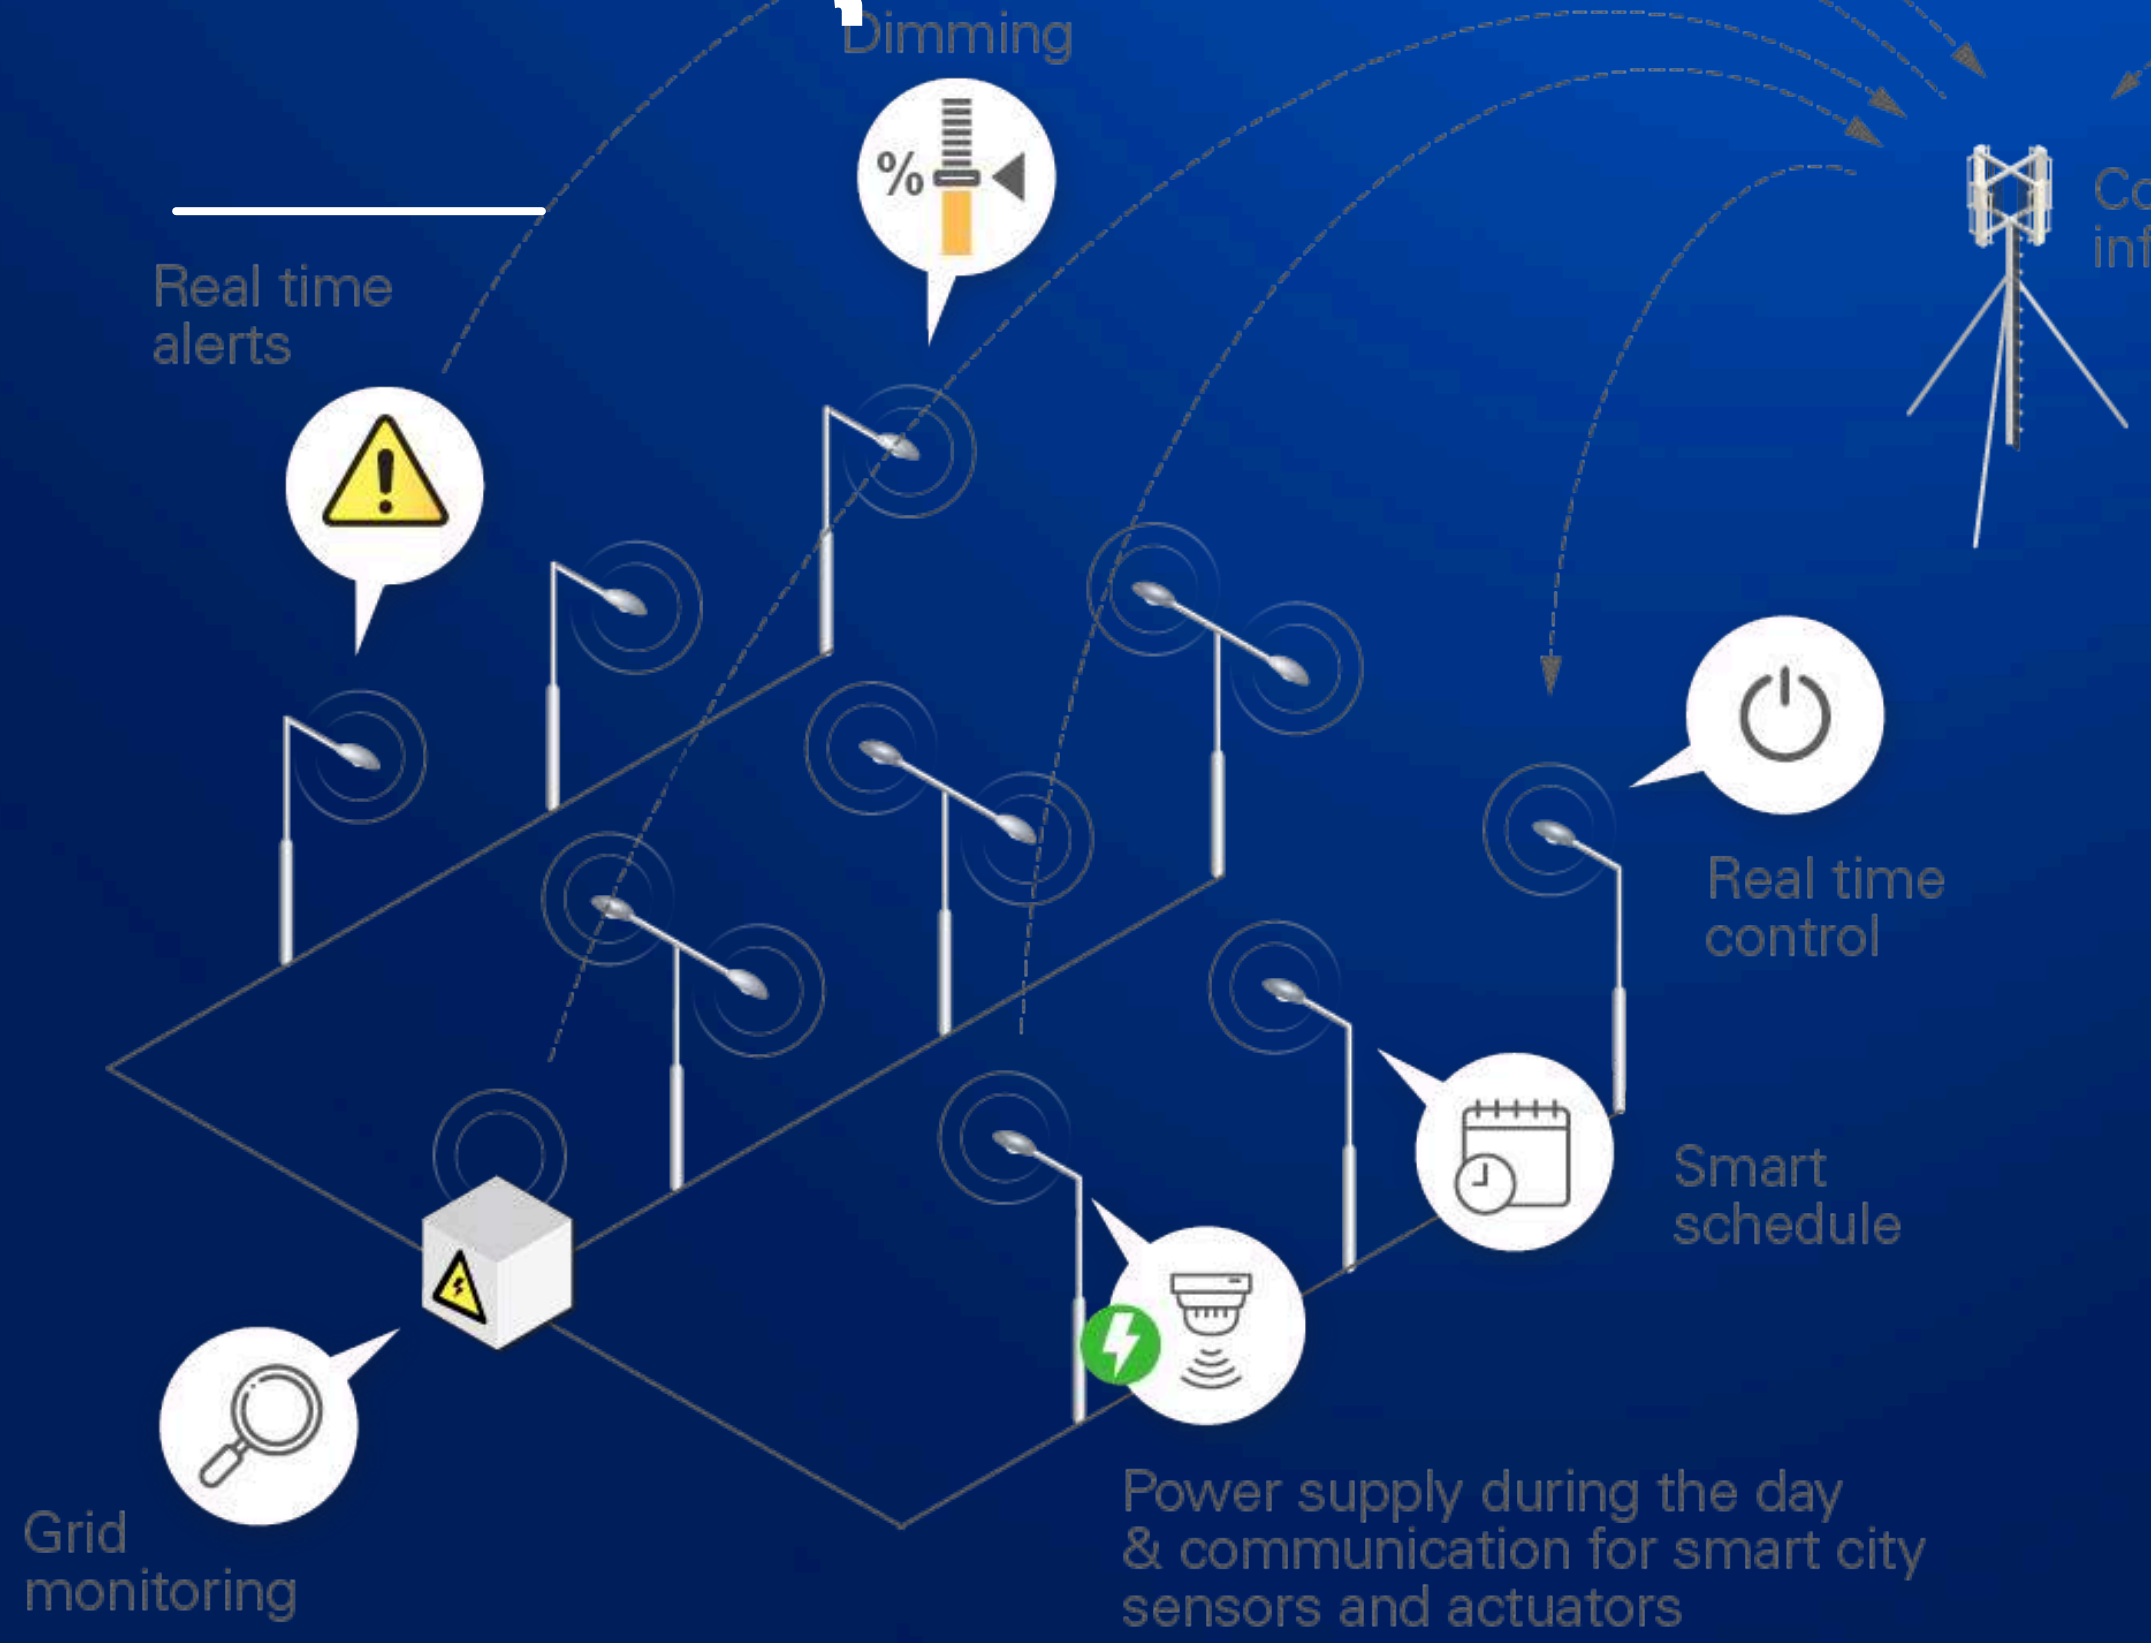 Dimming
%
Real time
alerts
Real time
control
Smart
schedule
Power supply during the day
& communication for smart city
sensors and actuators
Grid
monitoring